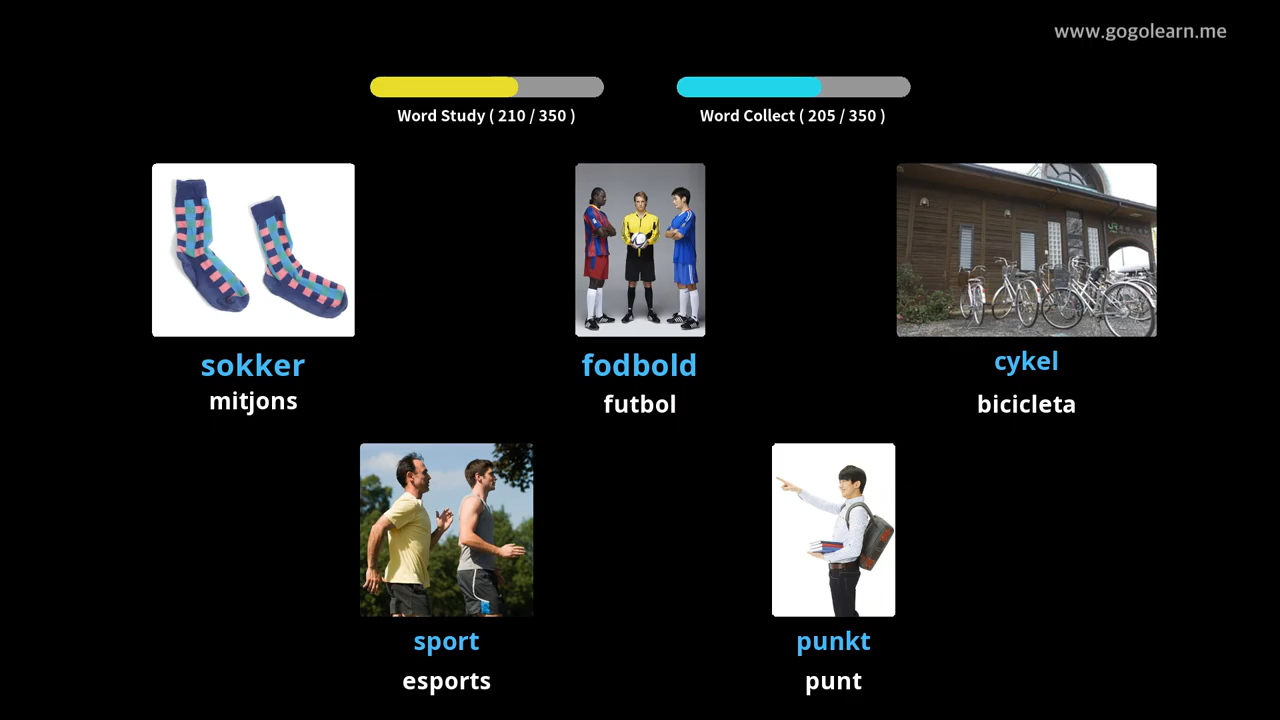 www.gogolearn.me
Word Study ( 210 / 350 )
Word Collect ( 205 / 350 )
sokker
mitjons
fodbold
futbol
cykel
bicicleta
sport
esports
punkt
punt